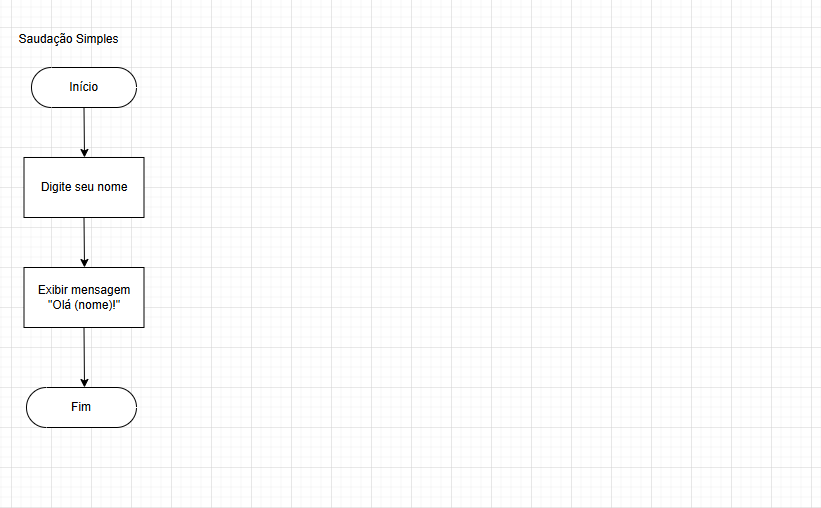 Saudação Simples
Início
Digite seu nome
Exibir mensagem
"Olá (nome)!"
Fim